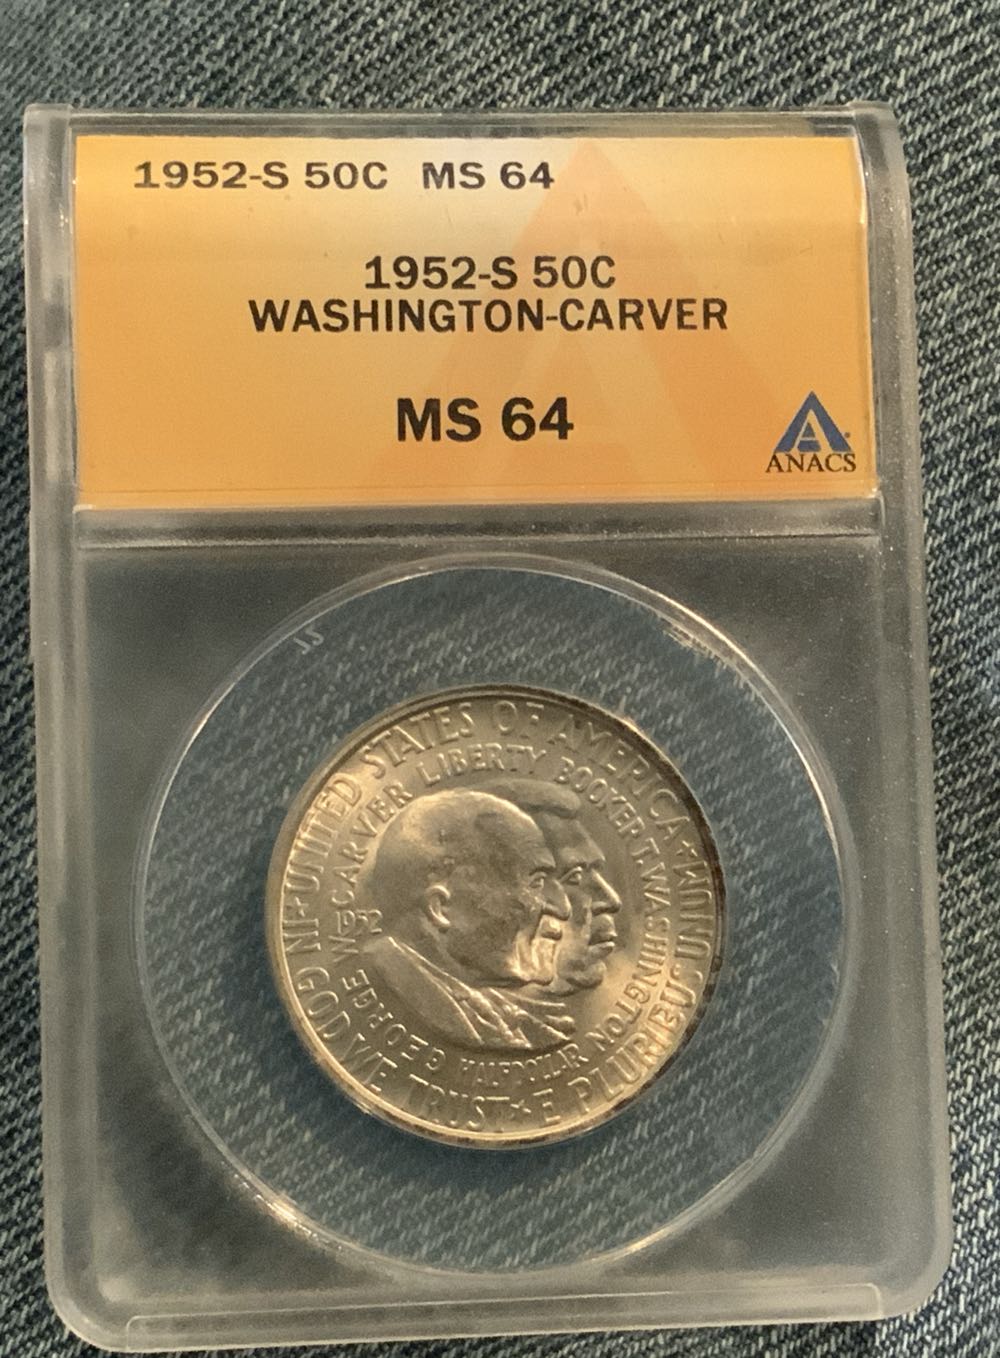 1952-S 50C MS 64
1952-S 50C
WASHINGTON-CARVER
MS 64
ANACS
UNITED STATES OF AMERICA
E PLURIBUS UNUM
IN GOD WE TRUST
GEORGE W CARVER LIBERTY BOOKER T. WASHINGTON
1952
HALF DOLLAR